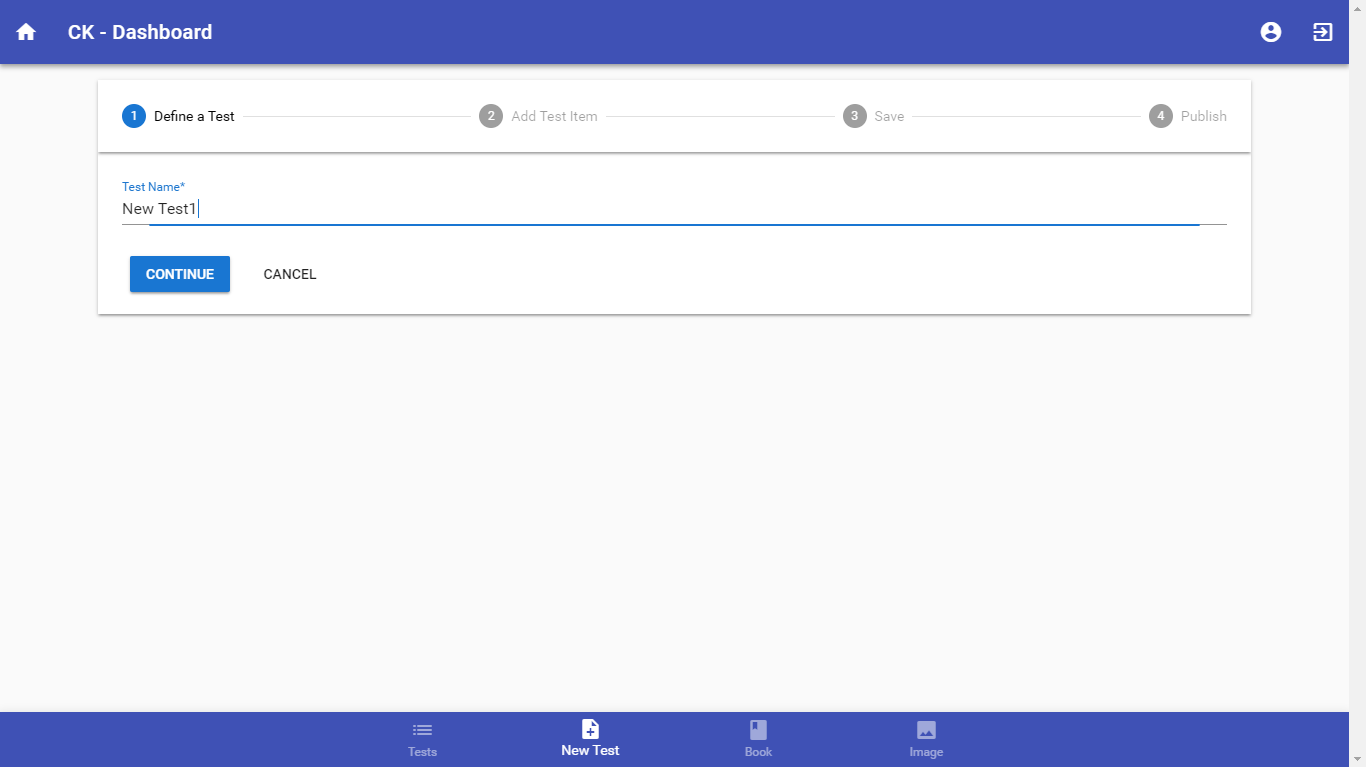 CK - Dashboard
1 Define a Test 2 Add Test Item 3 Save 4 Publish
Test Name*
New Test1
CONTINUE CANCEL
Tests New Test Book Image